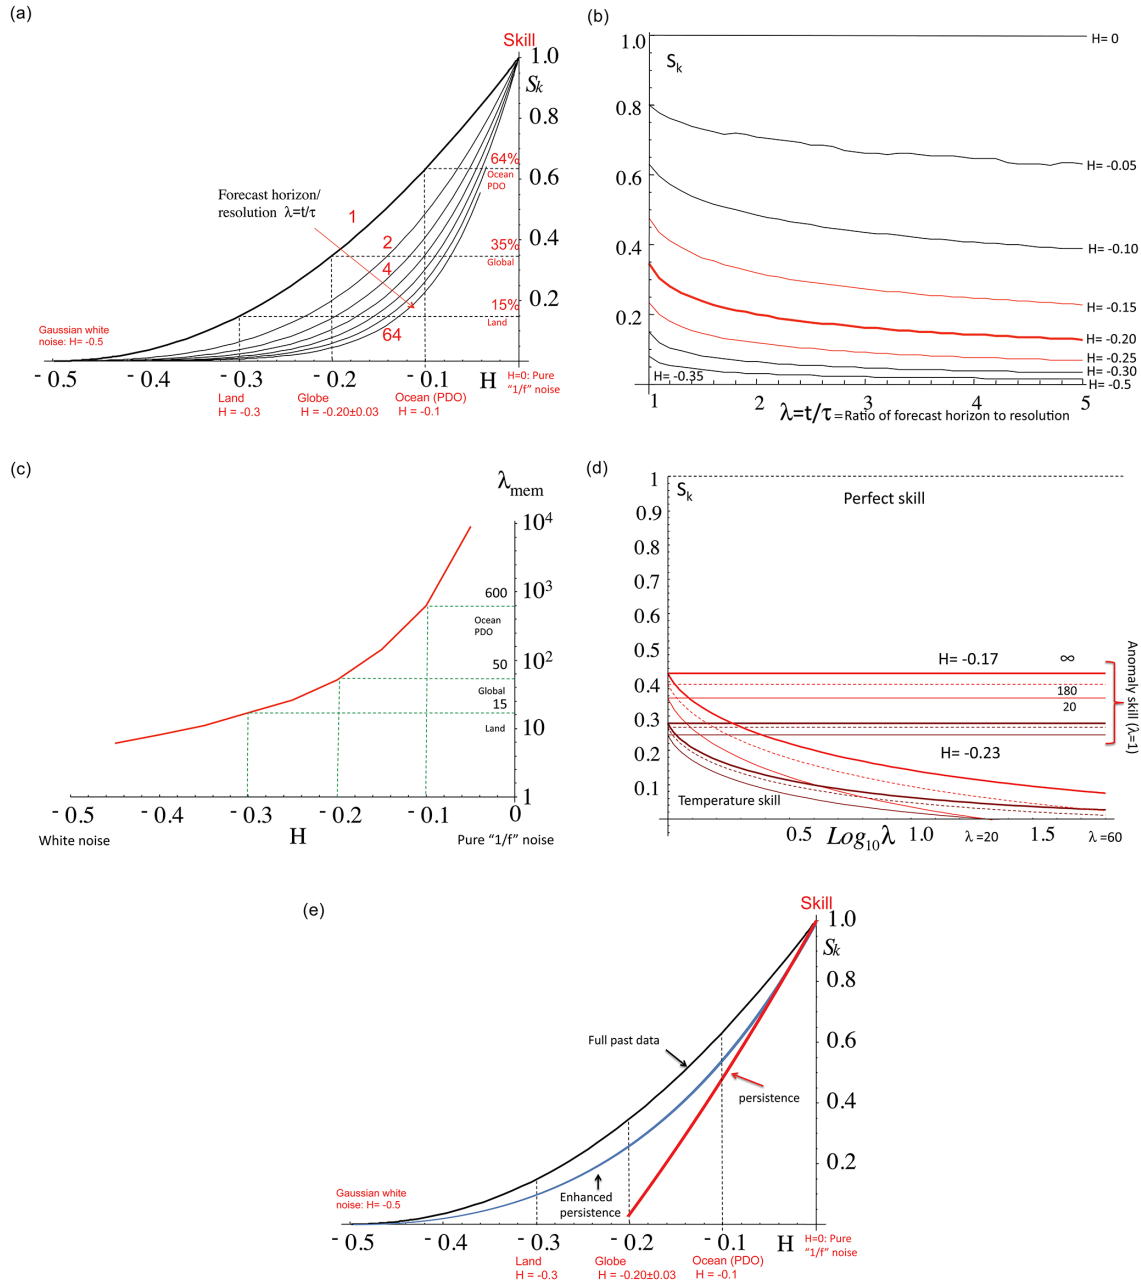 (a)
Skill
1.0
Sk
0.8
64%
Ocean
PDO
0.6
Forecast horizon/
resolution λ=t/τ
1
2
4
64
35%
Global
0.4
15%
Land
0.2
Gaussian white
noise: H= -0.5
-0.5 -0.4 -0.3 -0.2 -0.1 H
H=0: Pure
"1/f" noise
Land
H = -0.3
Globe
H = -0.20±0.03
Ocean (PDO)
H = -0.1
(b)
1.0
Sk
0.8
0.6
0.4
0.2
H= 0
H= -0.05
H= -0.10
H= -0.15
H= -0.20
H= -0.25
H= -0.30
H= -0.5
H= -0.35
1 2 3 4 5
λ=t/τ = Ratio of forecast horizon to resolution
(c)
λmem
10⁴
10³
600
Ocean
PDO
10²
50
Global
15
10
Land
1
-0.5 -0.4 -0.3 -0.2 -0.1 0
White noise
H
Pure "1/f" noise
(d)
1
Sk
Perfect skill
0.9
0.8
0.7
0.6
0.5
0.4
0.3
0.2
0.1
H= -0.17
∞
180
20
H= -0.23
Anomaly skill (λ=1)
Temperature skill
0.5 1.0 1.5
Log10λ
λ =20
λ =60
(e)
Skill
1.0
Sk
0.8
0.6
0.4
0.2
Full past data
persistence
Enhanced
persistence
Gaussian white
noise: H= -0.5
-0.5 -0.4 -0.3 -0.2 -0.1 H
H=0: Pure
"1/f" noise
Land
H = -0.3
Globe
H = -0.20±0.03
Ocean (PDO)
H = -0.1